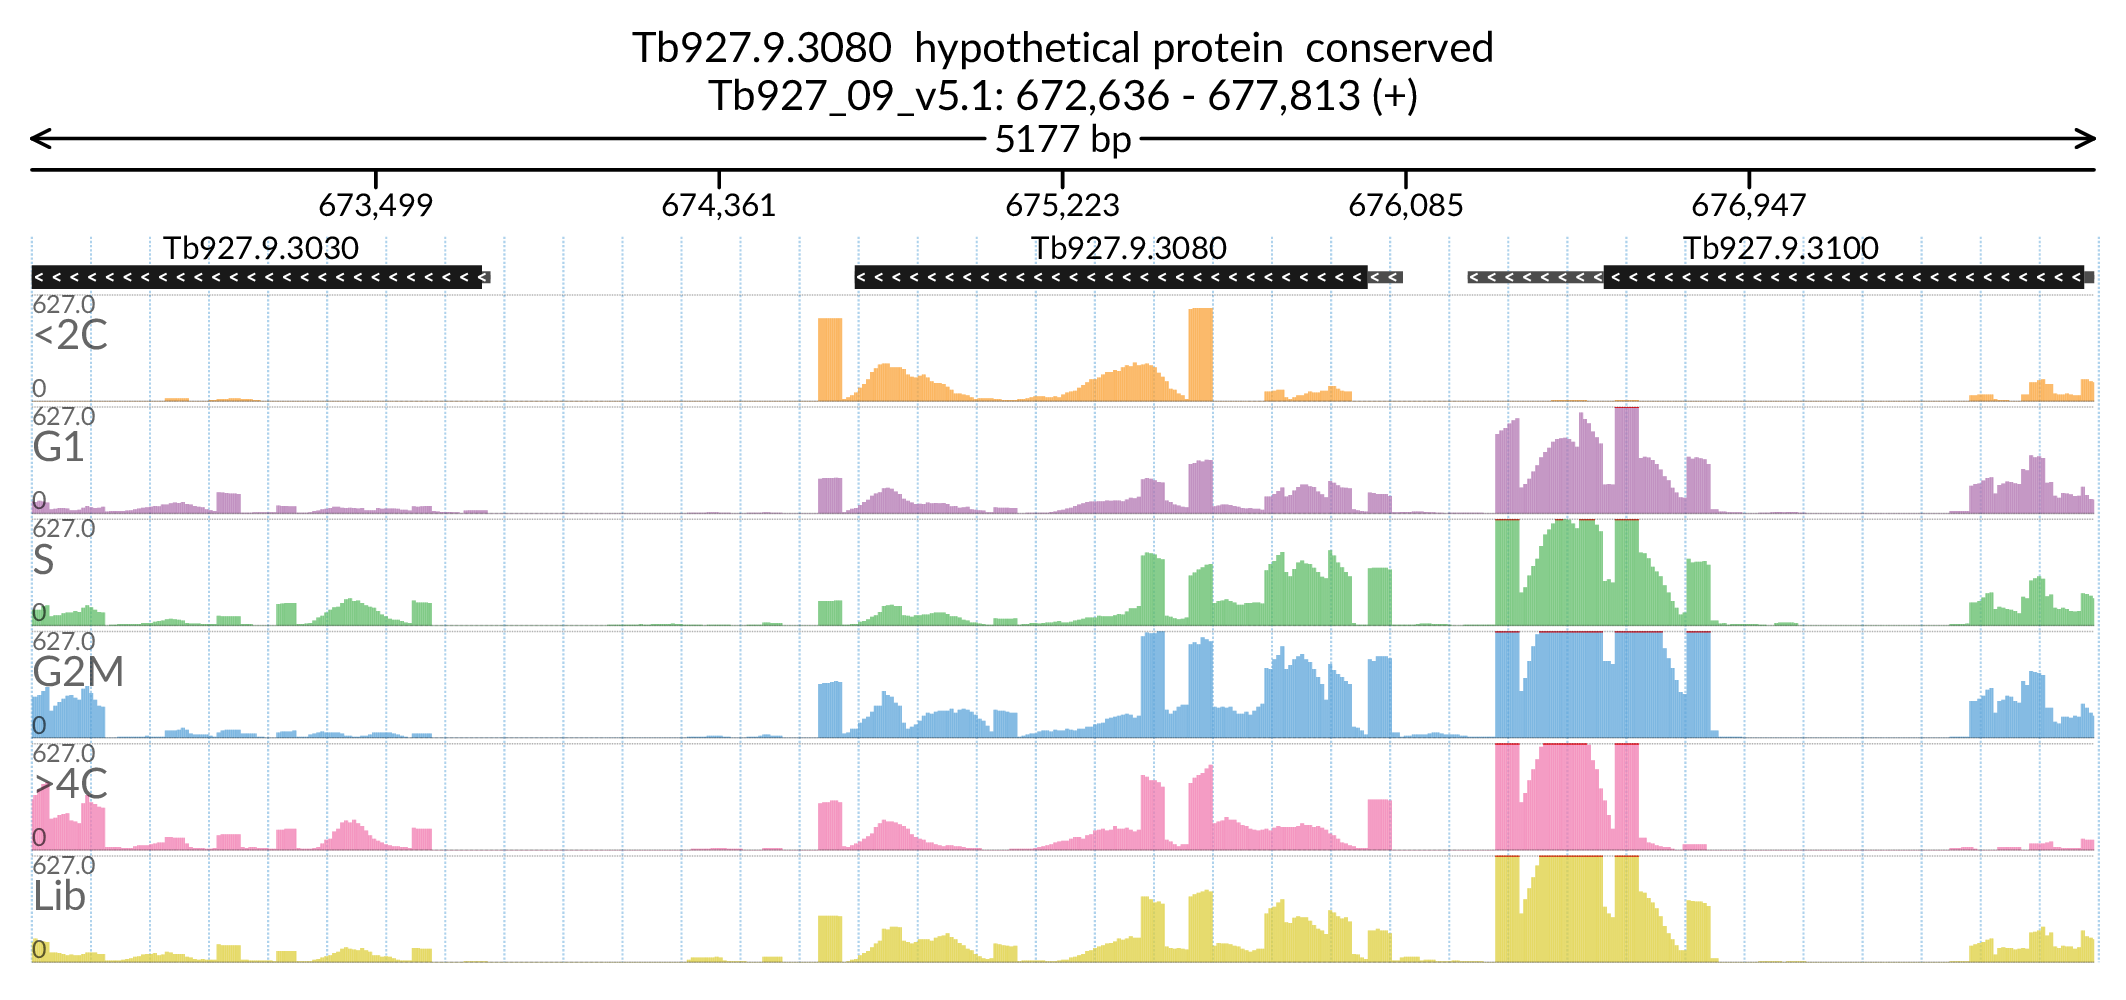 Tb927.9.3080  hypothetical protein  conserved
Tb927_09_v5.1: 672,636 - 677,813 (+)
5177 bp
673,499 674,361 675,223 676,085 676,947
Tb927.9.3030 Tb927.9.3080 Tb927.9.3100
627.0
<2C
0
627.0
G1
0
627.0
S
0
627.0
G2M
0
627.0
>4C
0
627.0
Lib
0